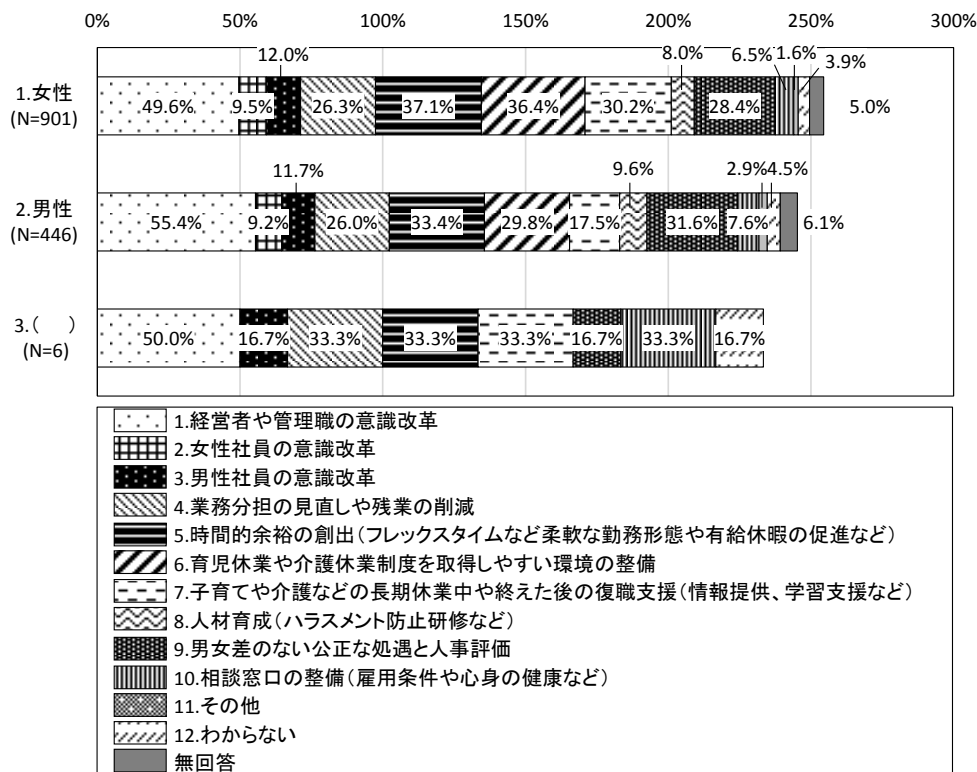 0% 50% 100% 150% 200% 250% 300%
12.0% 8.0% 6.5% 1.6% 3.9%
1.女性
(N=901)
49.6% 9.5% 26.3% 37.1% 36.4% 30.2% 28.4% 5.0%
11.7% 9.6% 2.9% 4.5%
2.男性
(N=446)
55.4% 9.2% 26.0% 33.4% 29.8% 17.5% 31.6% 7.6% 6.1%
3.(　　)
(N=6)
50.0% 16.7% 33.3% 33.3% 33.3% 16.7% 33.3% 16.7%
1.経営者や管理職の意識改革
2.女性社員の意識改革
3.男性社員の意識改革
4.業務分担の見直しや残業の削減
5.時間的余裕の創出(フレックスタイムなど柔軟な勤務形態や有給休暇の促進など)
6.育児休業や介護休業制度を取得しやすい環境の整備
7.子育てや介護などの長期休業中や終えた後の復職支援(情報提供、学習支援など)
8.人材育成(ハラスメント防止研修など)
9.男女差のない公正な処遇と人事評価
10.相談窓口の整備(雇用条件や心身の健康など)
11.その他
12.わからない
無回答